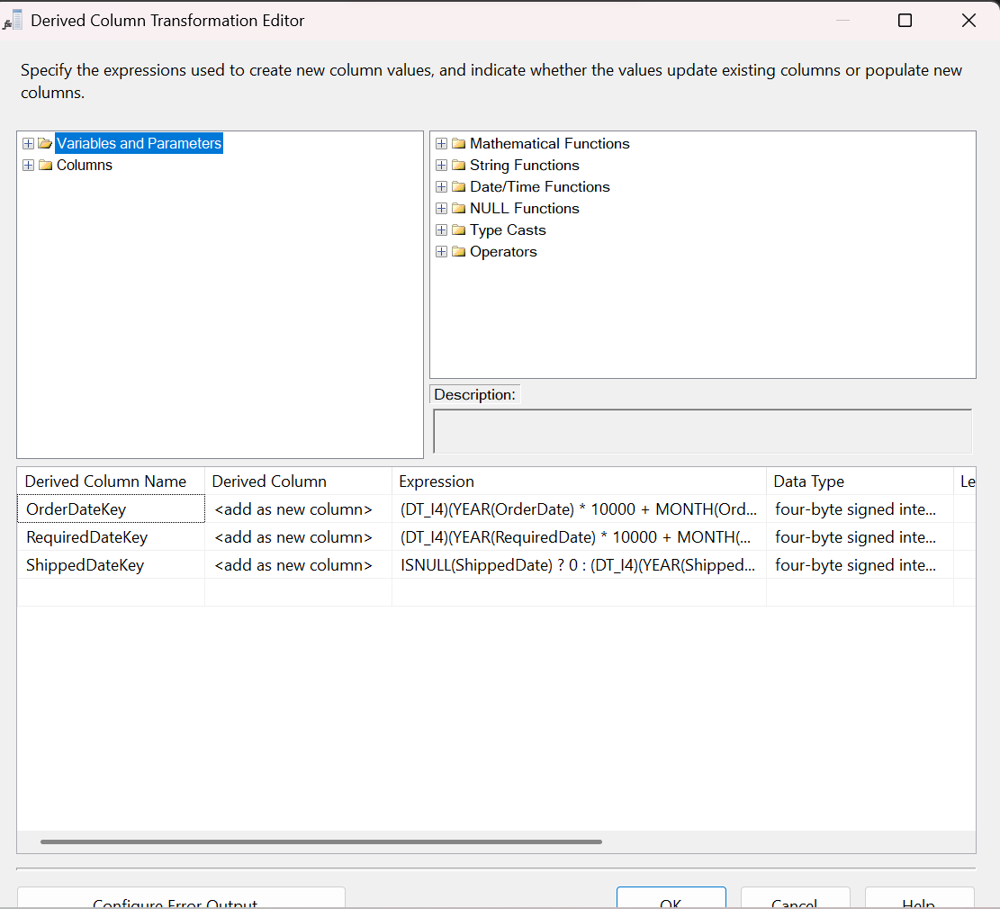 Derived Column Transformation Editor
Specify the expressions used to create new column values, and indicate whether the values update existing columns or populate new
columns.
Variables and Parameters
Columns
Mathematical Functions
String Functions
Date/Time Functions
NULL Functions
Type Casts
Operators
Description:
Derived Column Name Derived Column Expression Data Type Le
OrderDateKey <add as new column> (DT_I4)(YEAR(OrderDate) * 10000 + MONTH(Ord... four-byte signed inte...
RequiredDateKey <add as new column> (DT_I4)(YEAR(RequiredDate) * 10000 + MONTH(... four-byte signed inte...
ShippedDateKey <add as new column> ISNULL(ShippedDate) ? 0 : (DT_I4)(YEAR(Shipped... four-byte signed inte...
Configure Error Output OK Cancel Help